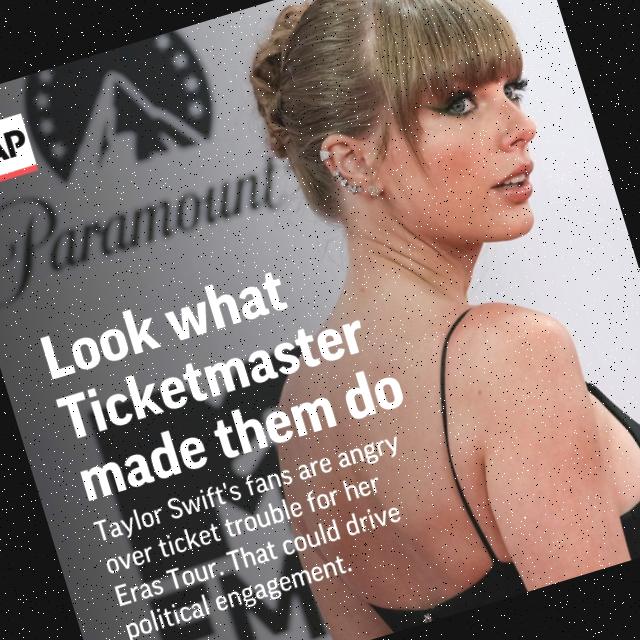 Paramount
AP
Look what
Ticketmaster
made them do
Taylor Swift's fans are angry
over ticket trouble for her
Eras Tour. That could drive
political engagement.
EM